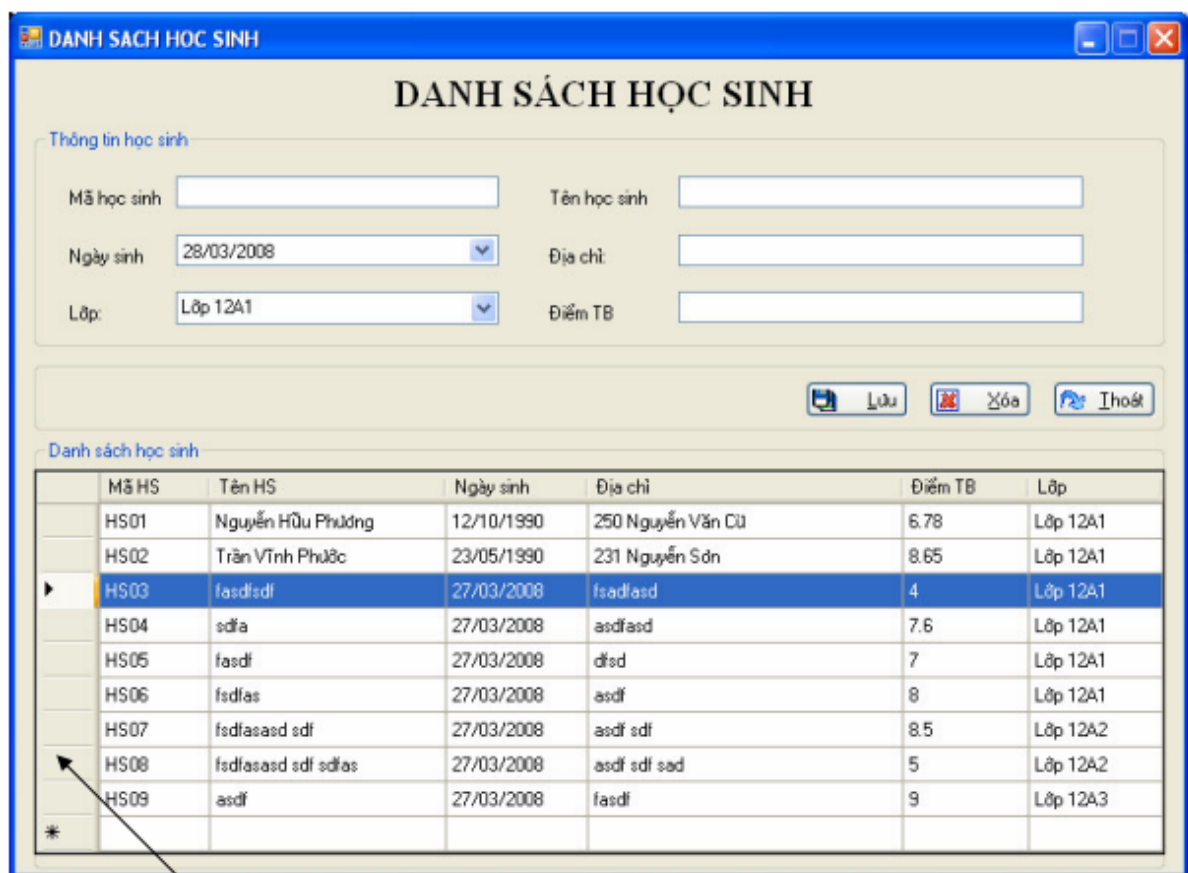 DANH SACH HOC SINH
DANH SÁCH HỌC SINH
Thông tin học sinh
Mã học sinh Tên học sinh
Ngày sinh 28/03/2008 Địa chỉ:
Lớp: Lớp 12A1 Điểm TB
Lưu Xóa Thoát
Danh sách học sinh
Mã HS Tên HS Ngày sinh Địa chỉ Điểm TB Lớp
HS01 Nguyễn Hữu Phương 12/10/1990 250 Nguyễn Văn Cừ 6.78 Lớp 12A1
HS02 Trần Vĩnh Phước 23/05/1990 231 Nguyễn Sơn 8.65 Lớp 12A1
HS03 fasdfsdf 27/03/2008 fsadfasd 4 Lớp 12A1
HS04 sdfa 27/03/2008 asdfasd 7.6 Lớp 12A1
HS05 fasdf 27/03/2008 dfsd 7 Lớp 12A1
HS06 fsdfas 27/03/2008 asdf 8 Lớp 12A1
HS07 fsdfasasd sdf 27/03/2008 asdf sdf 8.5 Lớp 12A2
HS08 fsdfasasd sdf sdfas 27/03/2008 asdf sdf sad 5 Lớp 12A2
HS09 asdf 27/03/2008 fasdf 9 Lớp 12A3